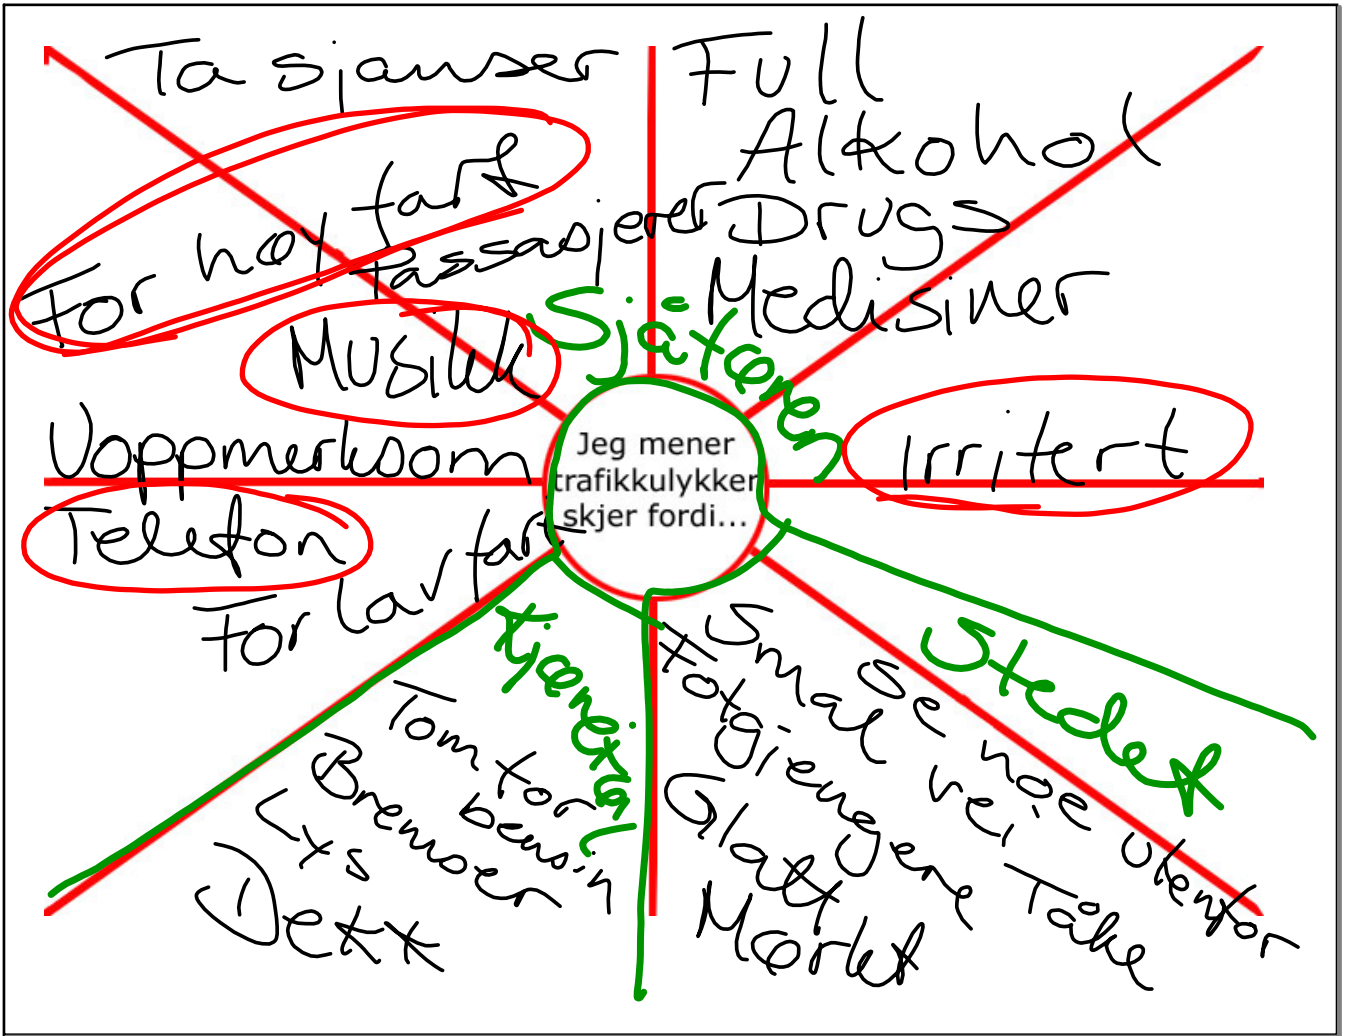 Ta sjanser
Full
Alkohol
For høy fart
Passasjerer
Drugs
Medisiner
Musikk
Sjåføren
Uoppmerksom
Irritert
Jeg mener
trafikkulykker
skjer fordi...
Telefon
For lav fart
Kjøretøy
Stedet
Tom for
bensin
Bremser
Lys
Dekk
Smal vei
Se noe utenfor
Fotgjengere
Glatt
Tåke
Mørkt